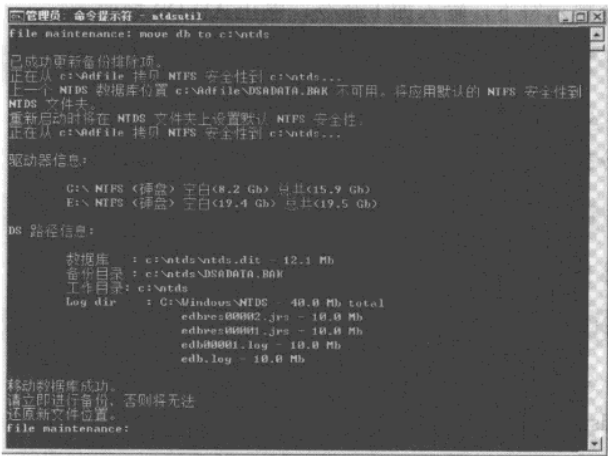 管理员: 命令提示符 - ntdsutil
file maintenance: move db to c:\ntds
已成功更新备份排除项。
正在从 c:\Adfile 拷贝 NTFS 安全性到 c:\ntds...
上一个 NTDS 数据库位置 c:\Adfile\DSADATA.BAK 不可用。将应用默认的 NTFS 安全性到
NTDS 文件夹。
重新启动时将在 NTDS 文件夹上设置默认 NTFS 安全性。
正在从 c:\Adfile 拷贝 NTFS 安全性到 c:\ntds...
驱动器信息:
C:\ NTFS (硬盘) 空白(8.2 Gb) 总共(15.9 Gb)
E:\ NTFS (硬盘) 空白(19.4 Gb) 总共(19.5 Gb)
DS 路径信息:
数据库 : c:\ntds\ntds.dit - 12.1 Mb
备份目录 : c:\ntds\DSADATA.BAK
工作目录: c:\ntds
Log dir : C:\Windows\NTDS - 40.0 Mb total
edbres00002.jrs - 10.0 Mb
edbres00001.jrs - 10.0 Mb
edb00001.log - 10.0 Mb
edb.log - 10.0 Mb
移动数据库成功。
请立即进行备份，否则将无法
还原新文件位置。
file maintenance: